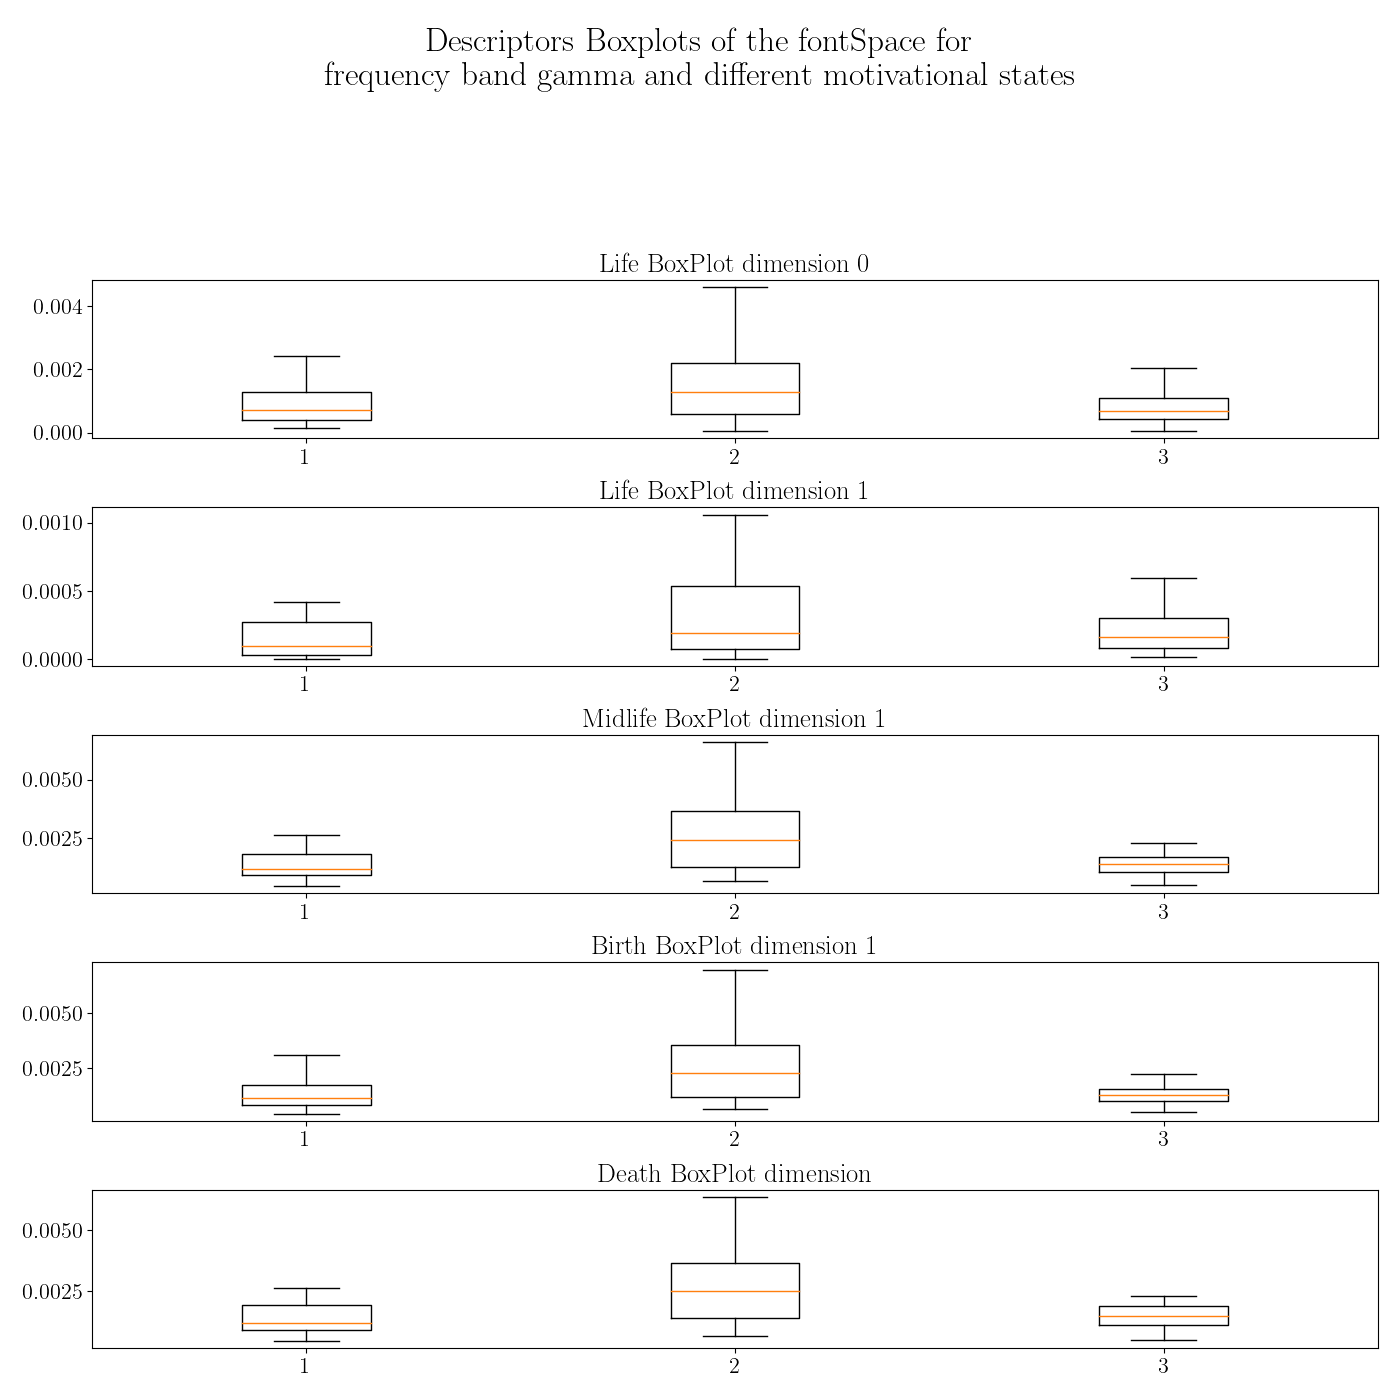 Descriptors Boxplots of the fontSpace for
frequency band gamma and different motivational states
Life BoxPlot dimension 0
0.004
0.002
0.000
1 2 3
Life BoxPlot dimension 1
0.0010
0.0005
0.0000
1 2 3
Midlife BoxPlot dimension 1
0.0050
0.0025
1 2 3
Birth BoxPlot dimension 1
0.0050
0.0025
1 2 3
Death BoxPlot dimension
0.0050
0.0025
1 2 3